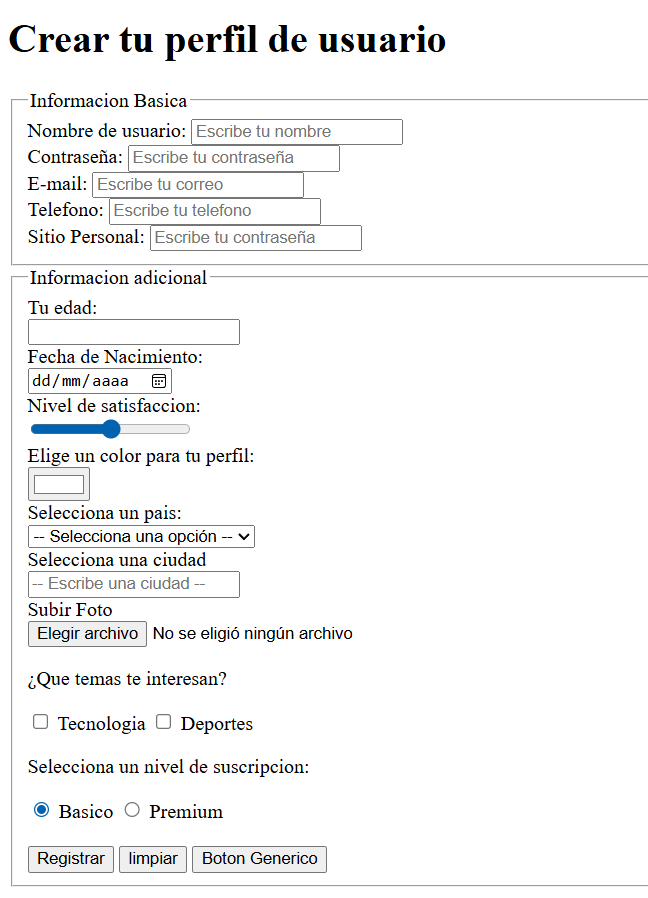 Crear tu perfil de usuario
Informacion Basica
Nombre de usuario: Escribe tu nombre
Contraseña: Escribe tu contraseña
E-mail: Escribe tu correo
Telefono: Escribe tu telefono
Sitio Personal: Escribe tu contraseña
Informacion adicional
Tu edad:
Fecha de Nacimiento:
dd/mm/aaaa
Nivel de satisfaccion:
Elige un color para tu perfil:
Selecciona un pais:
-- Selecciona una opción --
Selecciona una ciudad
-- Escribe una ciudad --
Subir Foto
Elegir archivo No se eligió ningún archivo
¿Que temas te interesan?
Tecnologia Deportes
Selecciona un nivel de suscripcion:
Basico Premium
Registrar limpiar Boton Generico